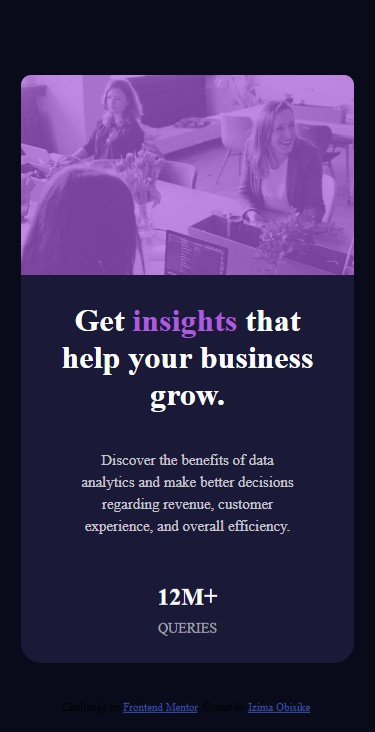 Get insights that
help your business
grow.
Discover the benefits of data
analytics and make better decisions
regarding revenue, customer
experience, and overall efficiency.
12M+
QUERIES
Challenge by Frontend Mentor. Coded by Izima Obisike